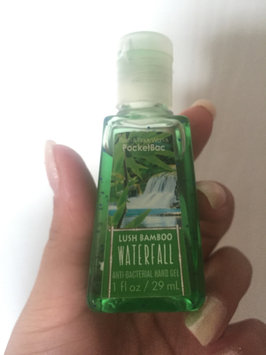 PocketBac
LUSH BAMBOO
WATERFALL
ANTI-BACTERIAL HAND GEL
1 fl oz / 29 mL